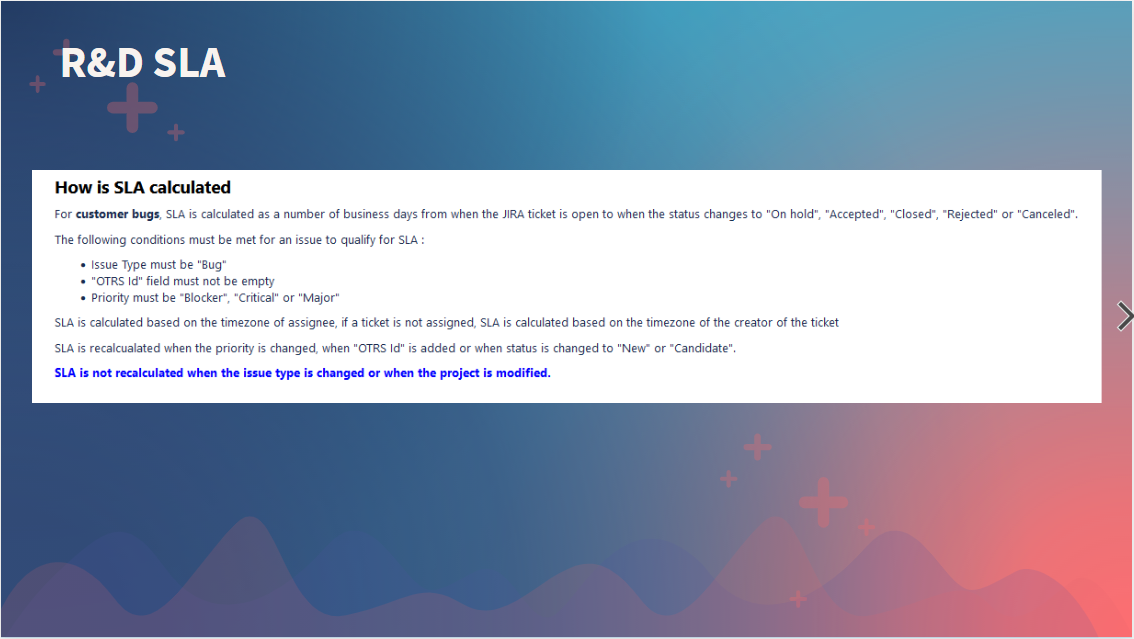 R&D SLA
How is SLA calculated
For customer bugs, SLA is calculated as a number of business days from when the JIRA ticket is open to when the status changes to "On hold", "Accepted", "Closed", "Rejected" or "Canceled".
The following conditions must be met for an issue to qualify for SLA :
• Issue Type must be "Bug"
• "OTRS Id" field must not be empty
• Priority must be "Blocker", "Critical" or "Major"
SLA is calculated based on the timezone of assignee, if a ticket is not assigned, SLA is calculated based on the timezone of the creator of the ticket
SLA is recalcualated when the priority is changed, when "OTRS Id" is added or when status is changed to "New" or "Candidate".
SLA is not recalculated when the issue type is changed or when the project is modified.